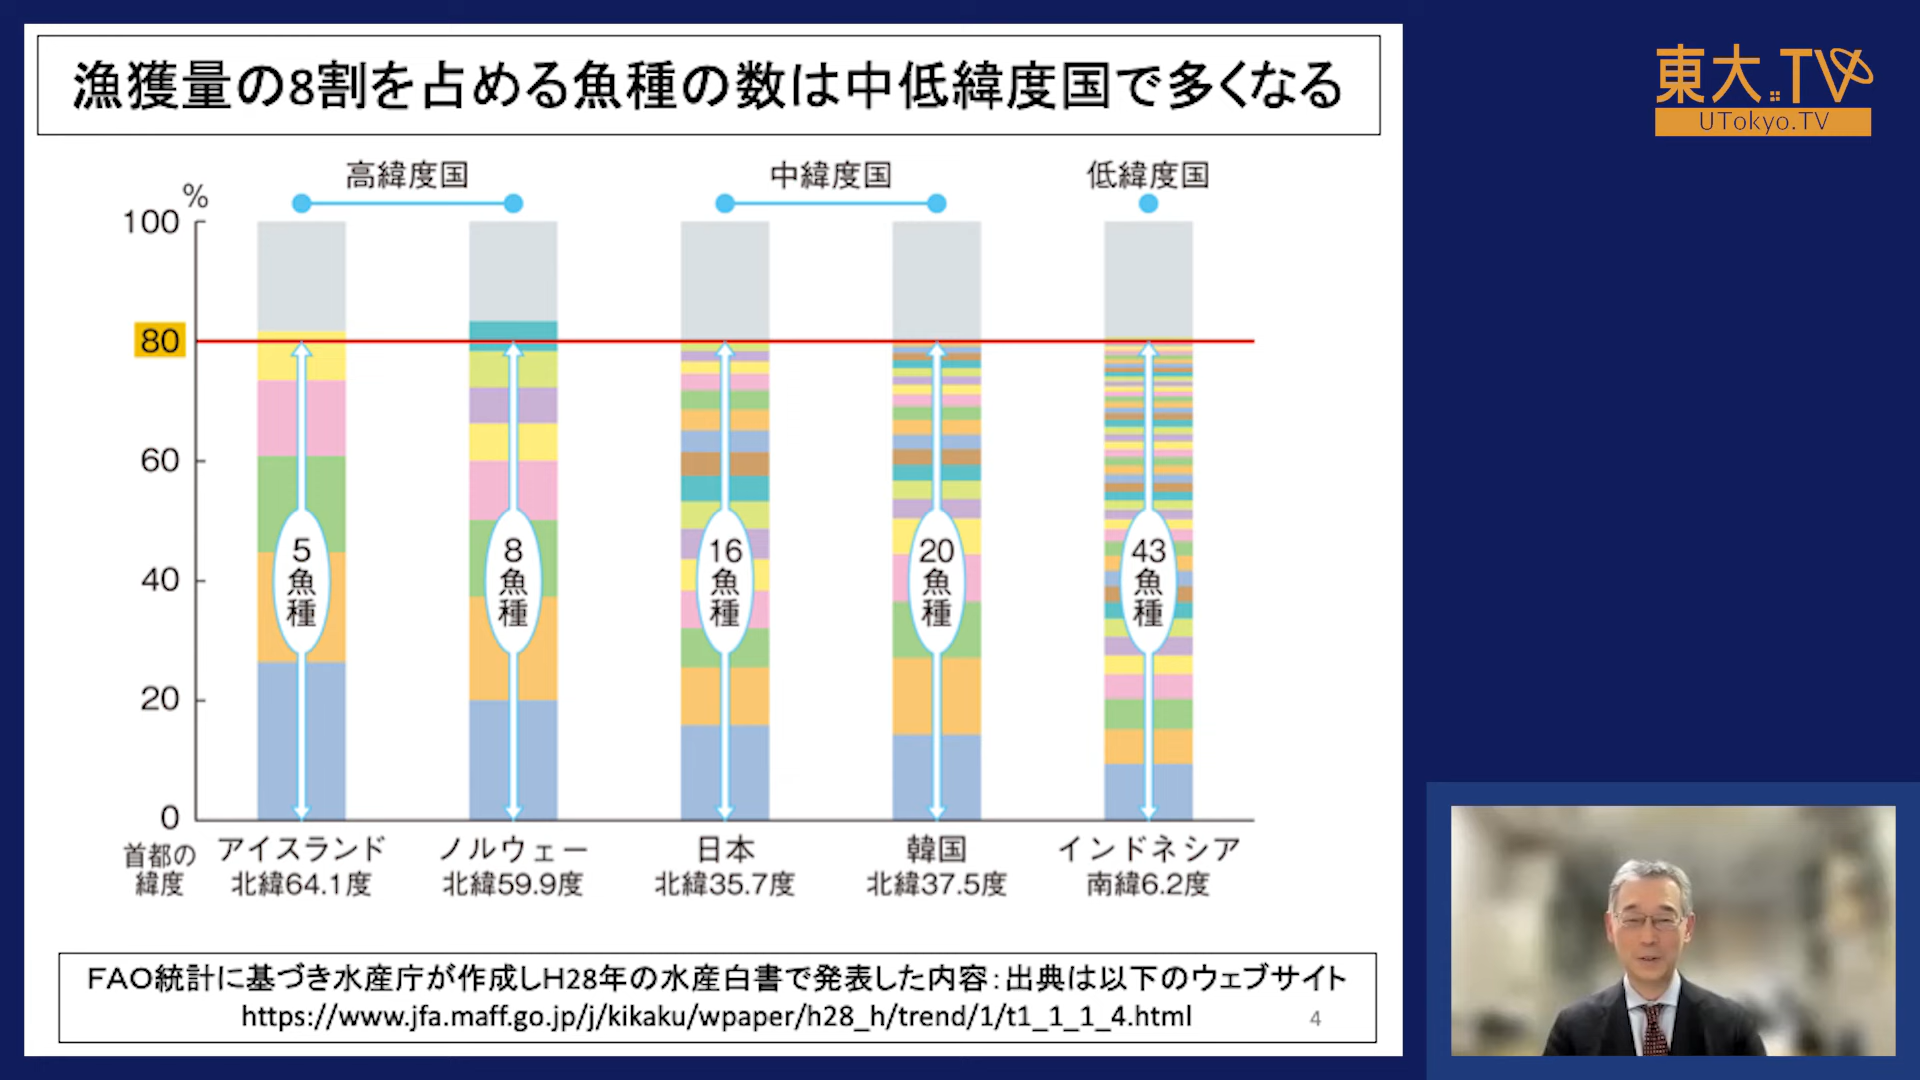 漁獲量の8割を占める魚種の数は中低緯度国で多くなる
東大TV
UTokyo.TV
高緯度国
中緯度国
低緯度国
%
100
80
60
40
20
0
5
魚
種
8
魚
種
16
魚
種
20
魚
種
43
魚
種
首都の
緯度
アイスランド
北緯64.1度
ノルウェー
北緯59.9度
日本
北緯35.7度
韓国
北緯37.5度
インドネシア
南緯6.2度
FAO統計に基づき水産庁が作成しH28年の水産白書で発表した内容：出典は以下のウェブサイト
https://www.jfa.maff.go.jp/j/kikaku/wpaper/h28_h/trend/1/t1_1_1_4.html
4